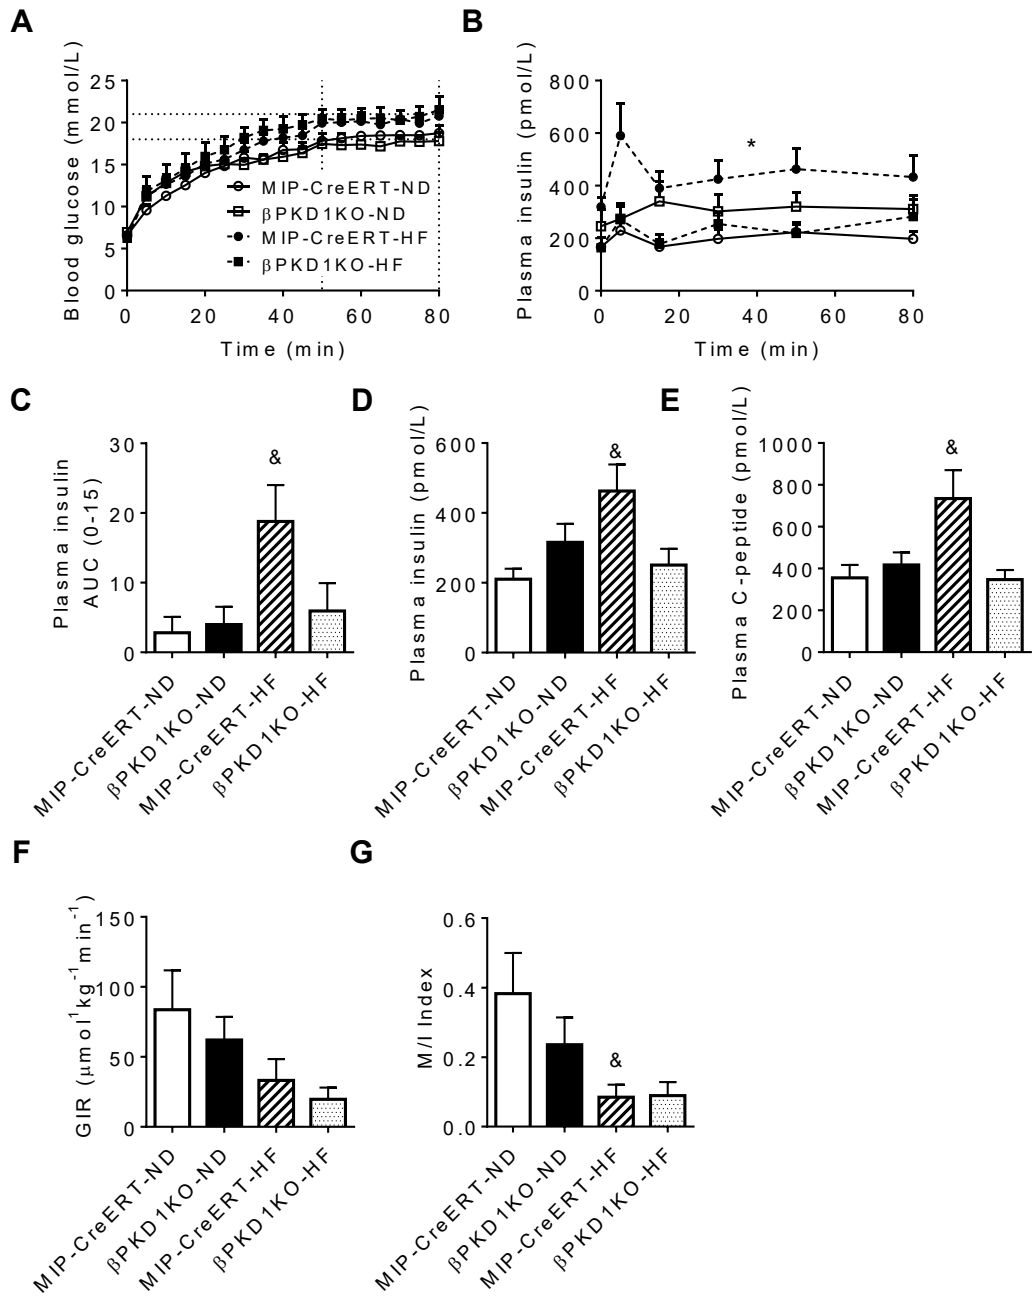 A
Blood glucose (mmol/L)
25
20
15
10
5
0
MIP-CreERT-ND
βPKD1KO-ND
MIP-CreERT-HF
βPKD1KO-HF
0 20 40 60 80
Time (min)
B
Plasma insulin (pmol/L)
800
600
400
200
0
*
0 20 40 60 80
Time (min)
C
Plasma insulin
AUC (0-15)
30
20
10
0
&
MIP-CreERT-ND
βPKD1KO-ND
MIP-CreERT-HF
βPKD1KO-HF
D
Plasma insulin (pmol/L)
600
400
200
0
&
MIP-CreERT-ND
βPKD1KO-ND
MIP-CreERT-HF
βPKD1KO-HF
E
Plasma C-peptide (pmol/L)
1000
800
600
400
200
0
&
MIP-CreERT-ND
βPKD1KO-ND
MIP-CreERT-HF
βPKD1KO-HF
F
GIR (μmol¹kg⁻¹min⁻¹)
150
100
50
0
MIP-CreERT-ND
βPKD1KO-ND
MIP-CreERT-HF
βPKD1KO-HF
G
M/I Index
0.6
0.4
0.2
0.0
&
MIP-CreERT-ND
βPKD1KO-ND
MIP-CreERT-HF
βPKD1KO-HF